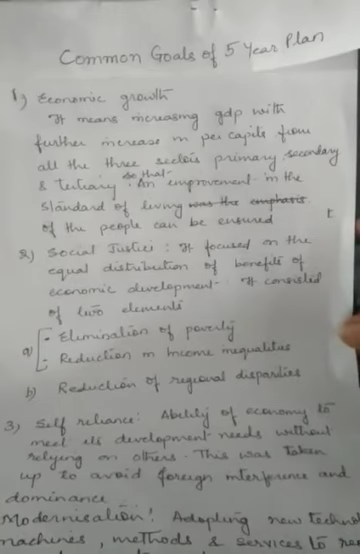 Common Goals of 5 Year Plan
1) Economic growth
It means increasing gdp with
further increase in per capita from
all the three sectors primary, secondary
& Tertiary. so that An improvement in the
standard of living was the emphasis.
of the people can be ensured
2) Social Justice : It focused on the
equal distribution of benefits of
economic development. It consisted
of two elements
a) - Elimination of poverty
- Reduction in Income inequalities
b) Reduction of regional disparties
3) Self reliance: Ability of economy to
meet its development needs without
relying on others. This was taken
up to avoid foreign interference and
dominance
Modernisation! Adopting new technol
machines, methods & services to